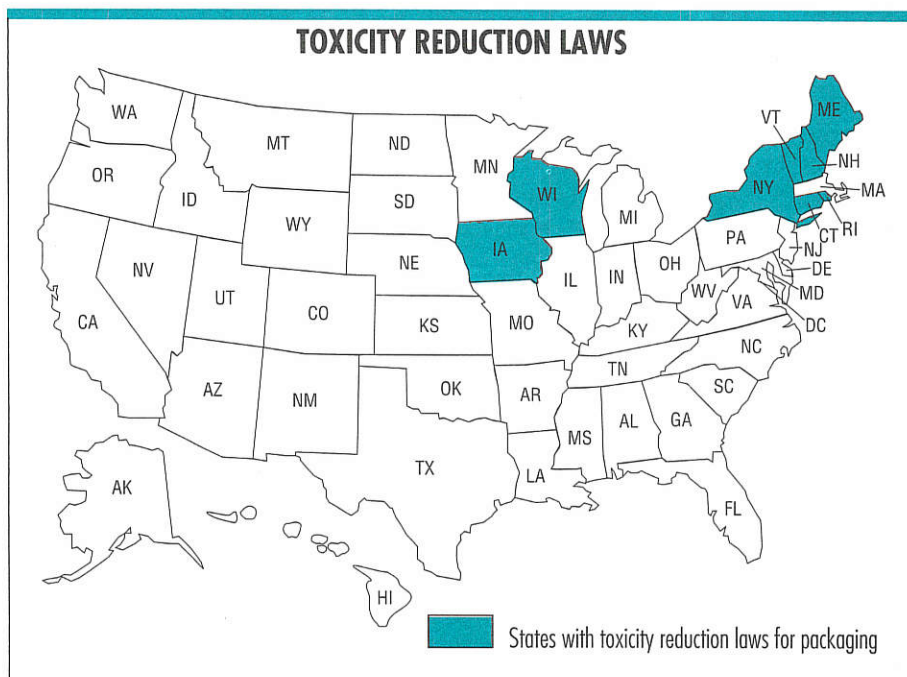 TOXICITY REDUCTION LAWS
WA
MT
ND
MN
VT
ME
OR
ID
WY
SD
WI
MI
NY
NH
MA
RI
CT
NV
UT
CO
NE
IA
IL
IN
OH
PA
NJ
DE
MD
DC
WV
VA
CA
KS
MO
KY
NC
TN
AZ
NM
OK
AR
SC
MS
AL
GA
TX
LA
FL
AK
HI
States with toxicity reduction laws for packaging